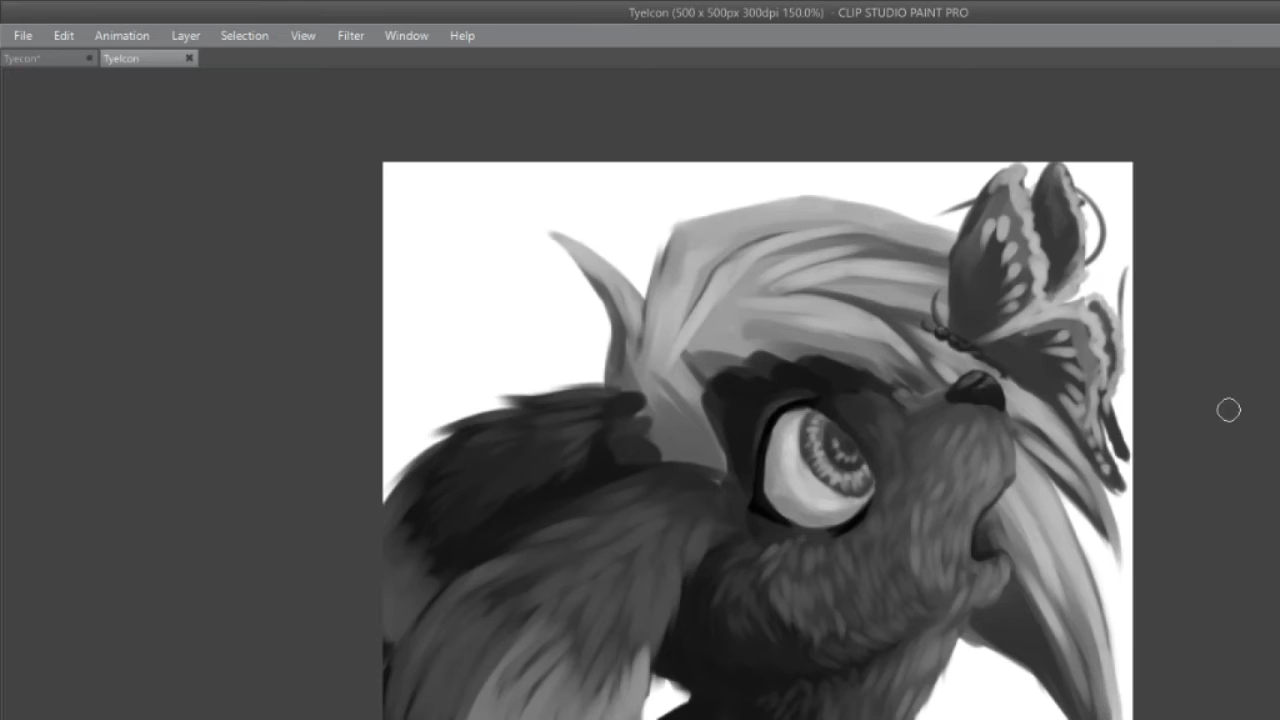 TyeIcon (500 x 500px 300dpi 150.0%) - CLIP STUDIO PAINT PRO
File Edit Animation Layer Selection View Filter Window Help
Tyecon* TyeIcon